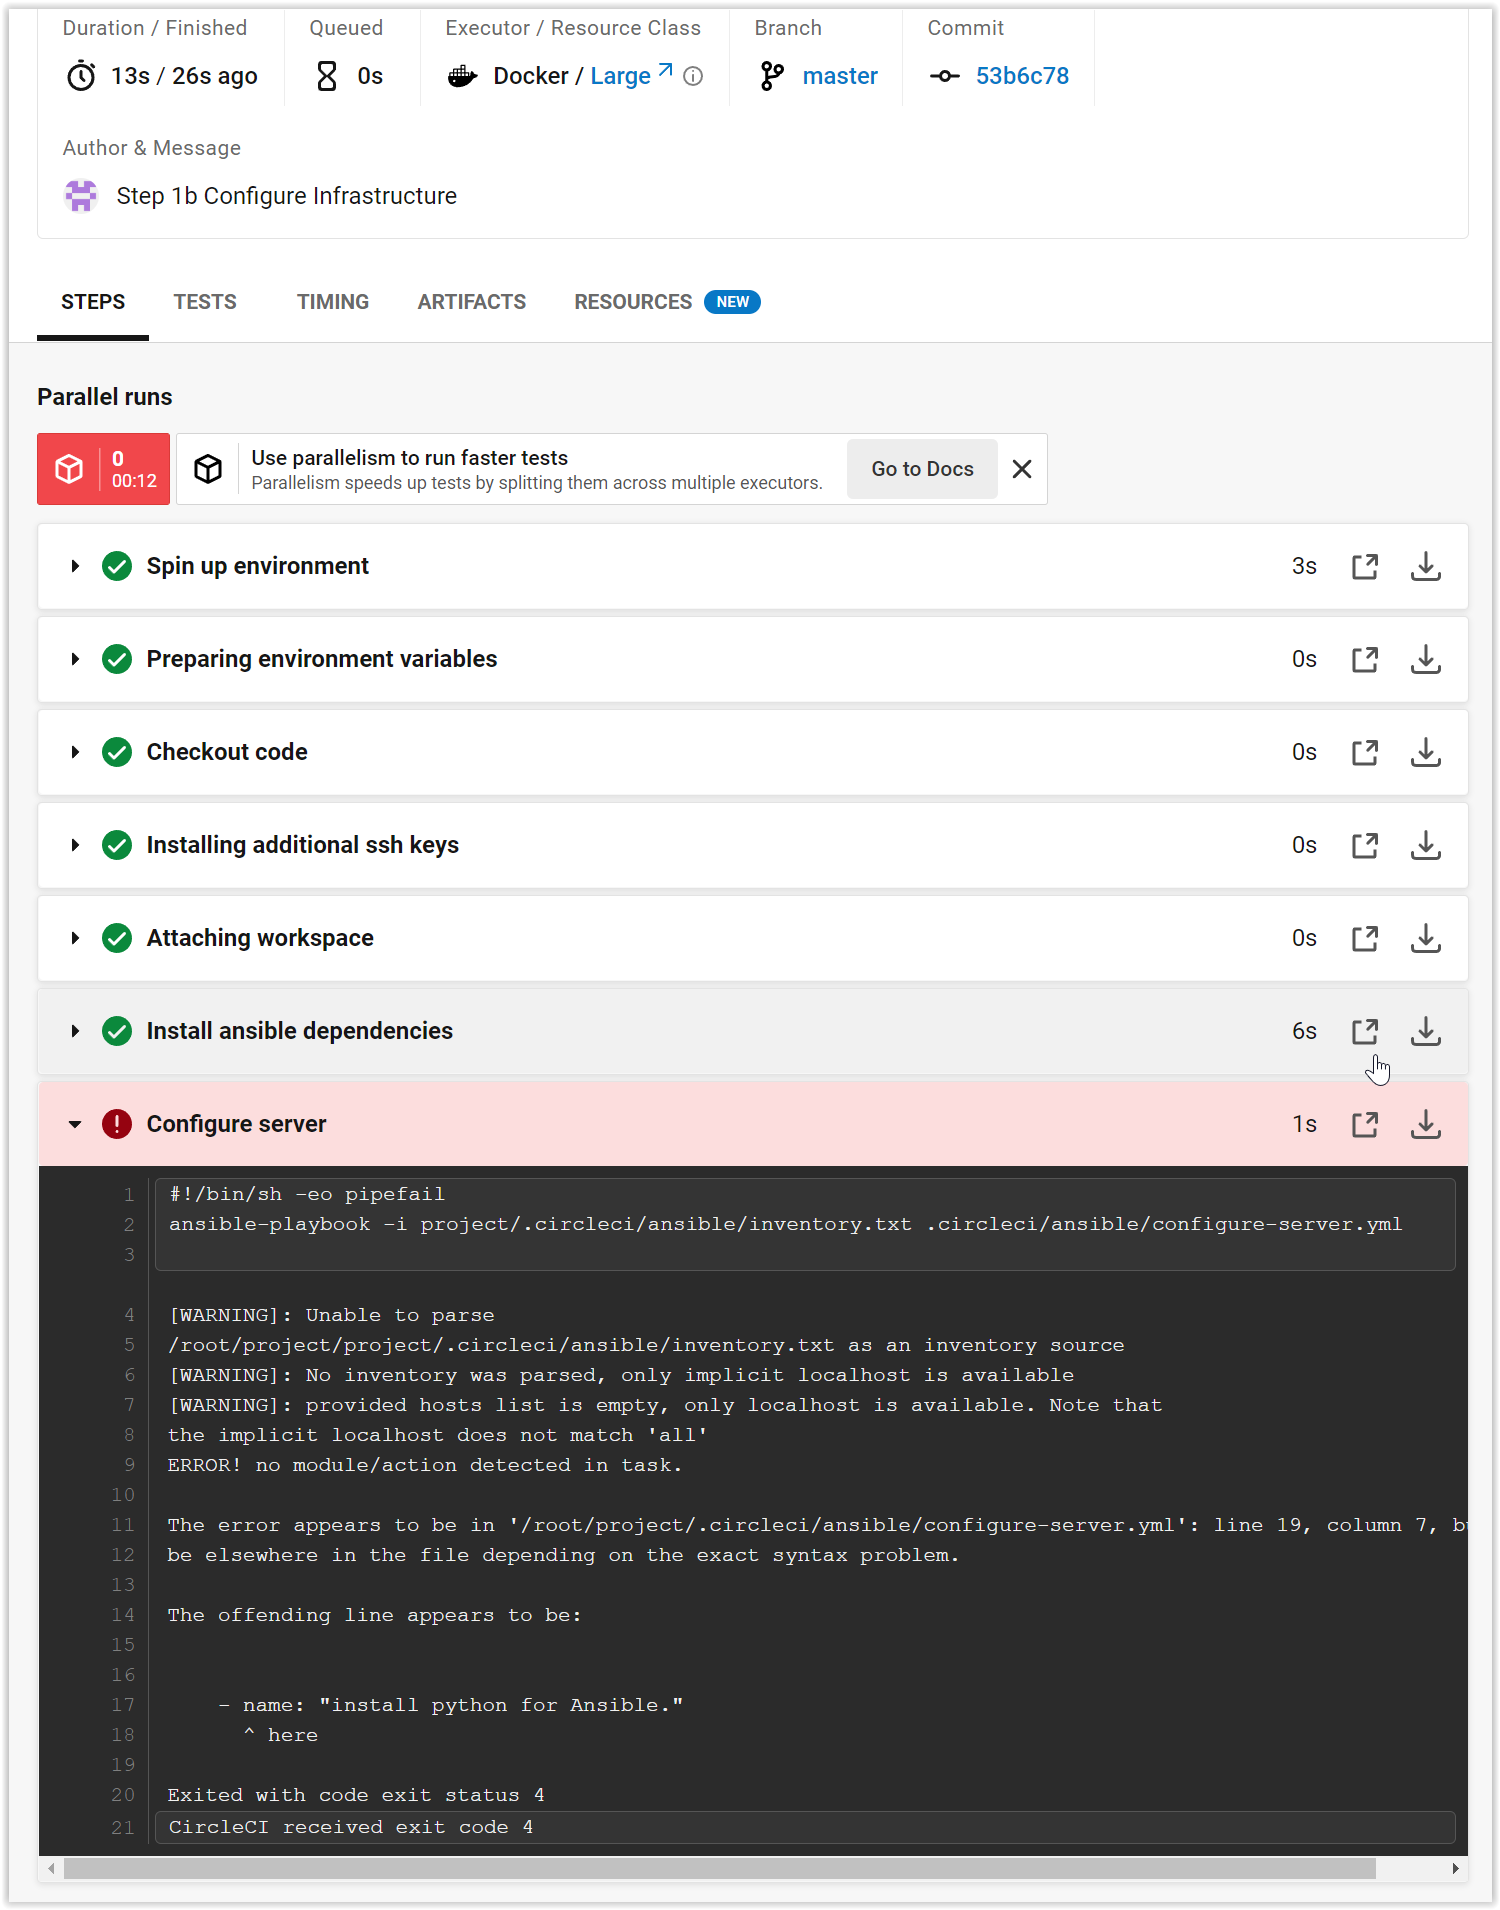 Duration / Finished
13s / 26s ago
Queued
0s
Executor / Resource Class
Docker / Large
Branch
master
Commit
53b6c78
Author & Message
Step 1b Configure Infrastructure
STEPS TESTS TIMING ARTIFACTS RESOURCES NEW
Parallel runs
0
00:12
Use parallelism to run faster tests
Parallelism speeds up tests by splitting them across multiple executors.
Go to Docs
Spin up environment 3s
Preparing environment variables 0s
Checkout code 0s
Installing additional ssh keys 0s
Attaching workspace 0s
Install ansible dependencies 6s
Configure server 1s
1 #!/bin/sh -eo pipefail
2 ansible-playbook -i project/.circleci/ansible/inventory.txt .circleci/ansible/configure-server.yml
3
4 [WARNING]: Unable to parse
5 /root/project/project/.circleci/ansible/inventory.txt as an inventory source
6 [WARNING]: No inventory was parsed, only implicit localhost is available
7 [WARNING]: provided hosts list is empty, only localhost is available. Note that
8 the implicit localhost does not match 'all'
9 ERROR! no module/action detected in task.
10
11 The error appears to be in '/root/project/.circleci/ansible/configure-server.yml': line 19, column 7,
12 be elsewhere in the file depending on the exact syntax problem.
13
14 The offending line appears to be:
15
16
17 - name: "install python for Ansible."
18 ^ here
19
20 Exited with code exit status 4
21 CircleCI received exit code 4